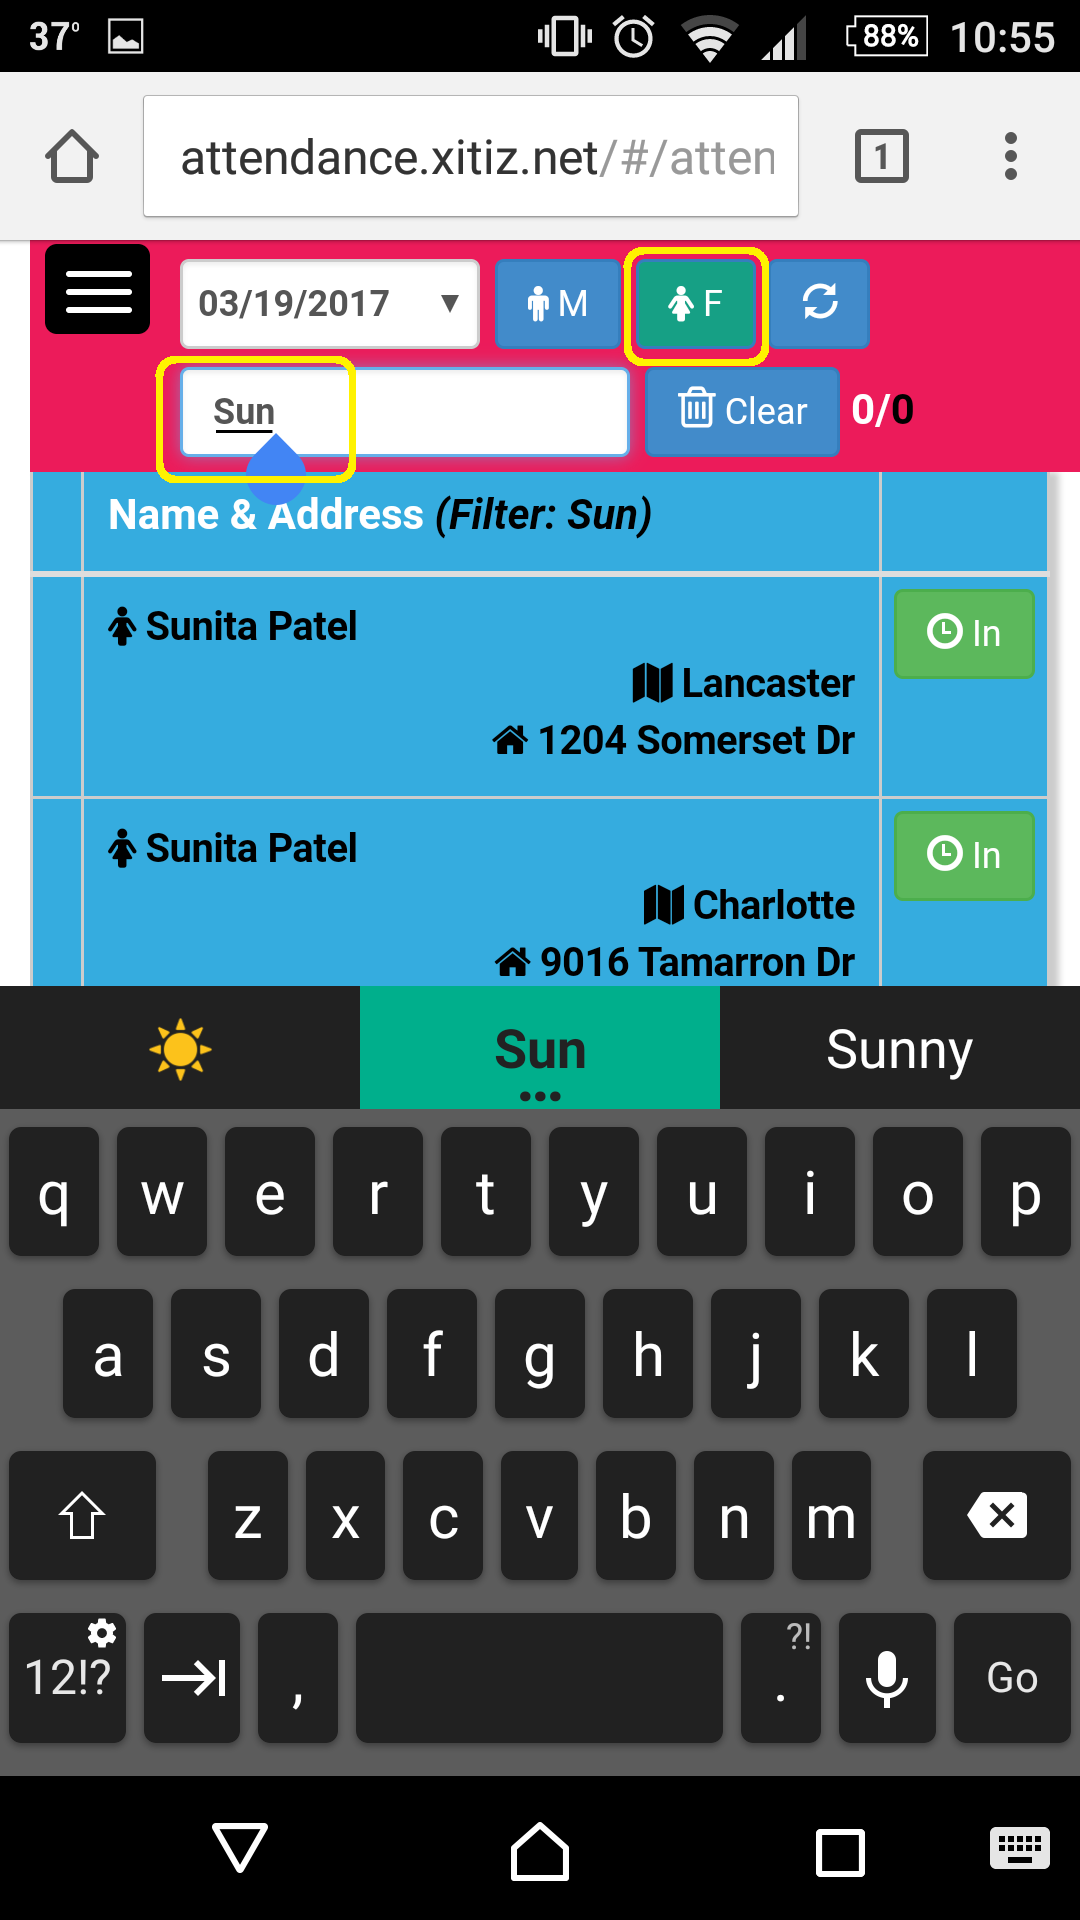 37° 88% 10:55
attendance.xitiz.net/#/atten 1
03/19/2017 ▼ M F
Sun Clear 0/0
Name & Address (Filter: Sun)
Sunita Patel In
Lancaster
1204 Somerset Dr
Sunita Patel In
Charlotte
9016 Tamarron Dr
Sun Sunny
q w e r t y u i o p
a s d f g h j k l
z x c v b n m
12!? , . ?! Go